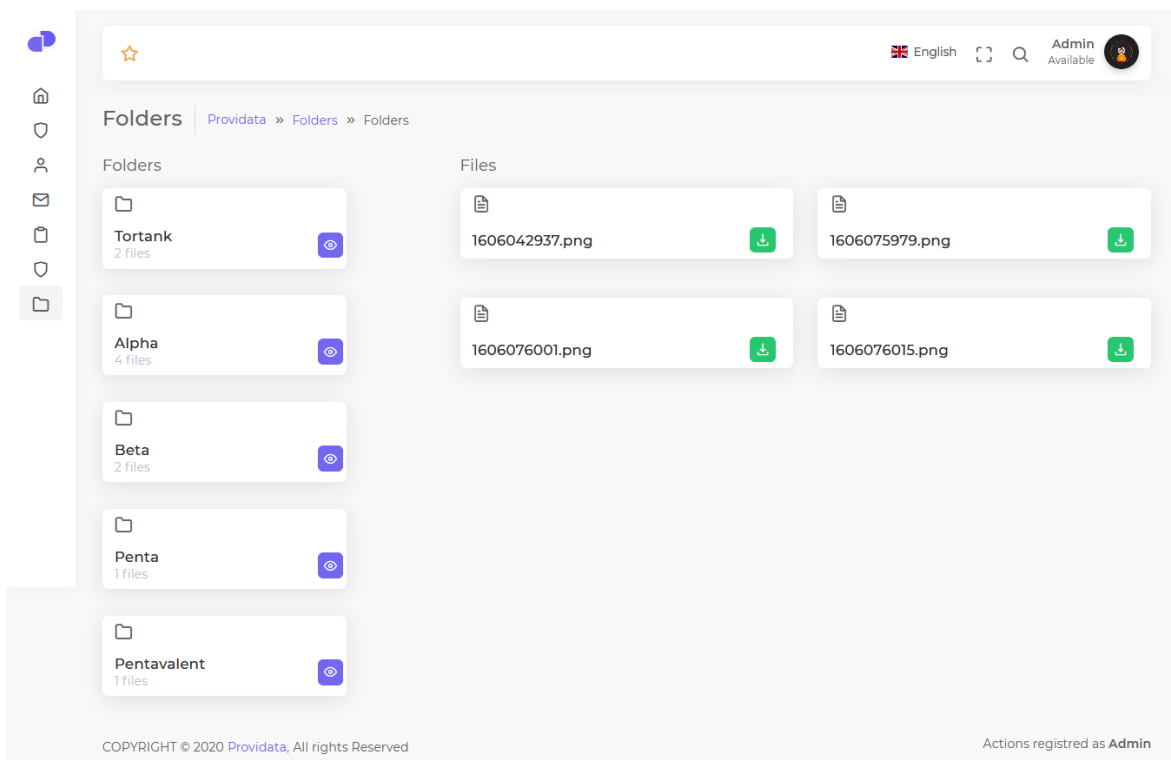 English
Admin
Available
Folders
Providata » Folders » Folders
Folders
Tortank
2 files
Alpha
4 files
Beta
2 files
Penta
1 files
Pentavalent
1 files
Files
1606042937.png
1606075979.png
1606076001.png
1606076015.png
COPYRIGHT © 2020 Providata, All rights Reserved
Actions registred as Admin